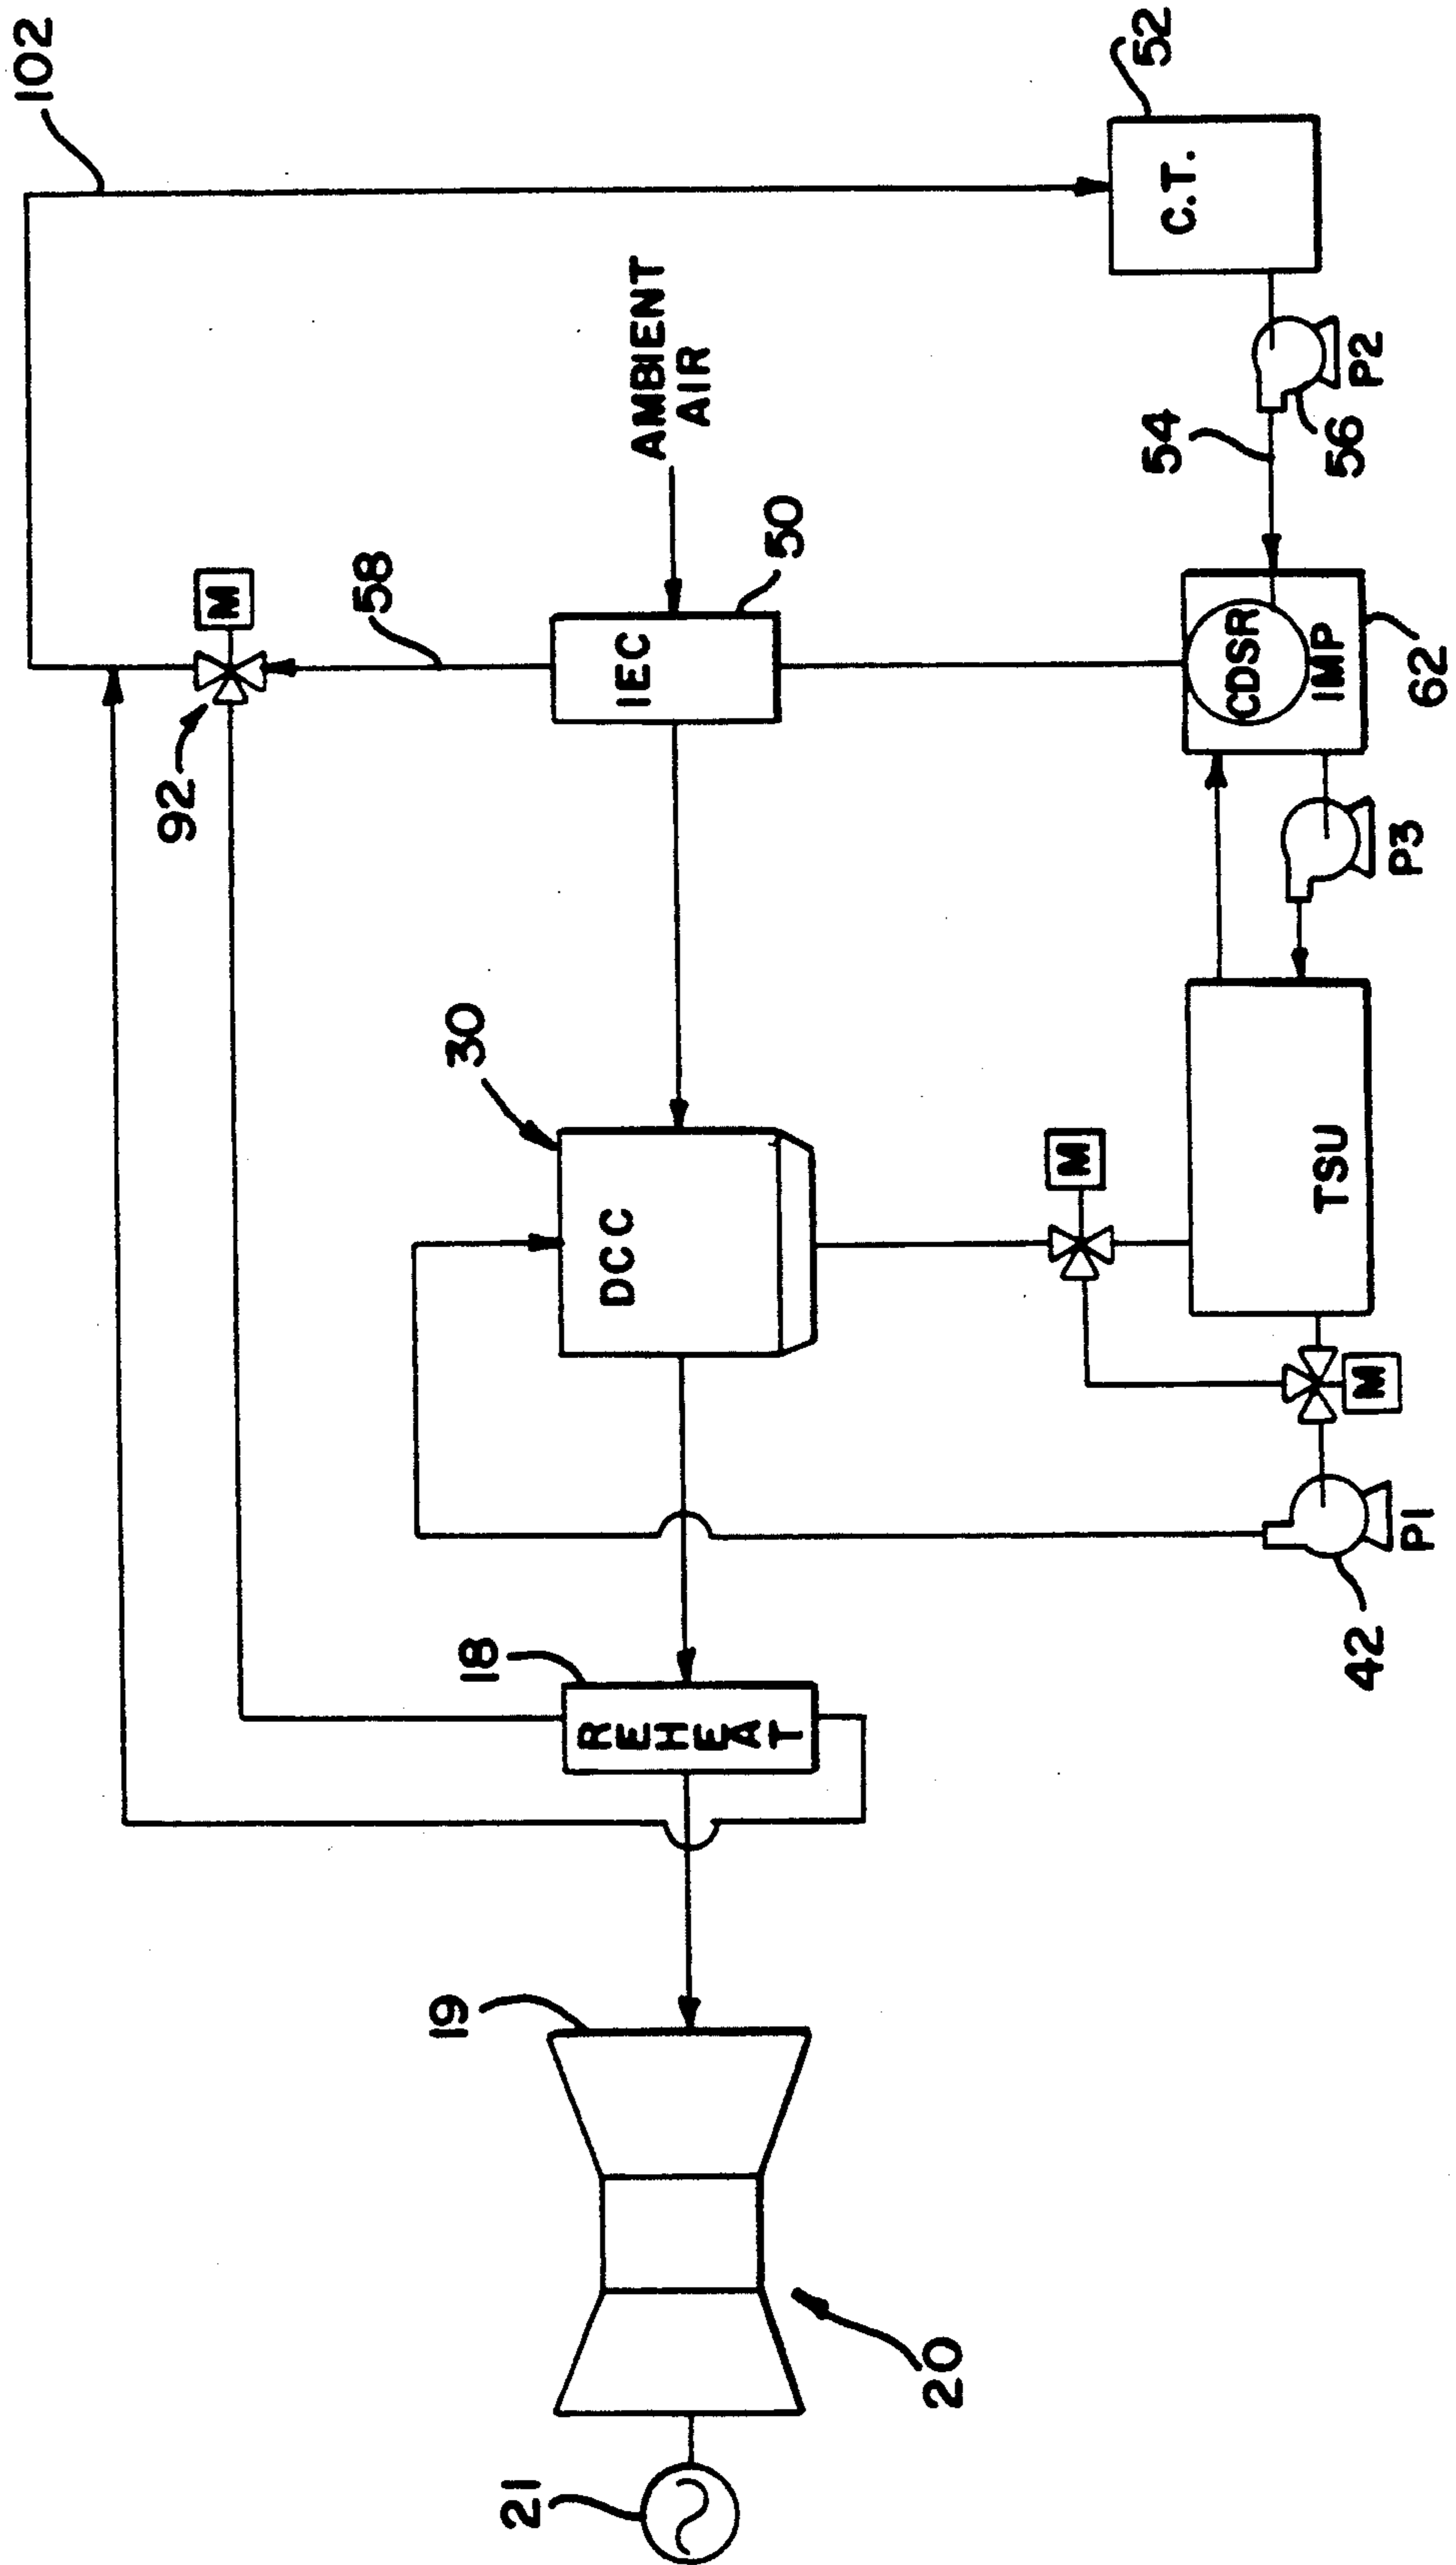 102
M
92
58
AMBIENT
AIR
IEC
50
C.T.
52
54
P2
56
CDSR
IMP
62
P3
30
DCC
M
TSU
M
P1
42
18
REHEAT
19
20
21